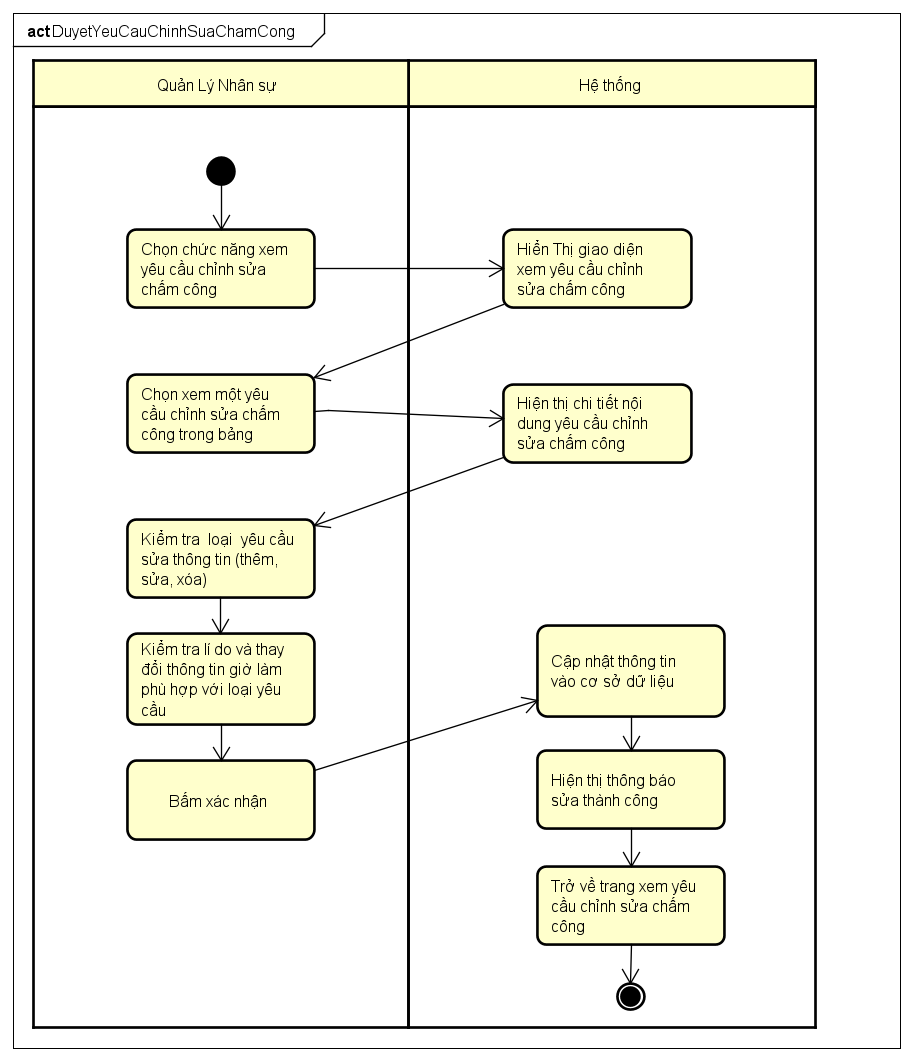 act DuyetYeuCauChinhSuaChamCong
Quản Lý Nhân sự
Hệ thống
Chọn chức năng xem
yêu cầu chỉnh sửa
chấm công
Hiển Thị giao diện
xem yêu cầu chỉnh
sửa chấm công
Chọn xem một yêu
cầu chỉnh sửa chấm
công trong bảng
Hiện thị chi tiết nội
dung yêu cầu chỉnh
sửa chấm công
Kiểm tra loại yêu cầu
sửa thông tin (thêm,
sửa, xóa)
Kiểm tra lí do và thay
đổi thông tin giờ làm
phù hợp với loại yêu
cầu
Cập nhật thông tin
vào cơ sở dữ liệu
Bấm xác nhận
Hiện thị thông báo
sửa thành công
Trở về trang xem yêu
cầu chỉnh sửa chấm
công